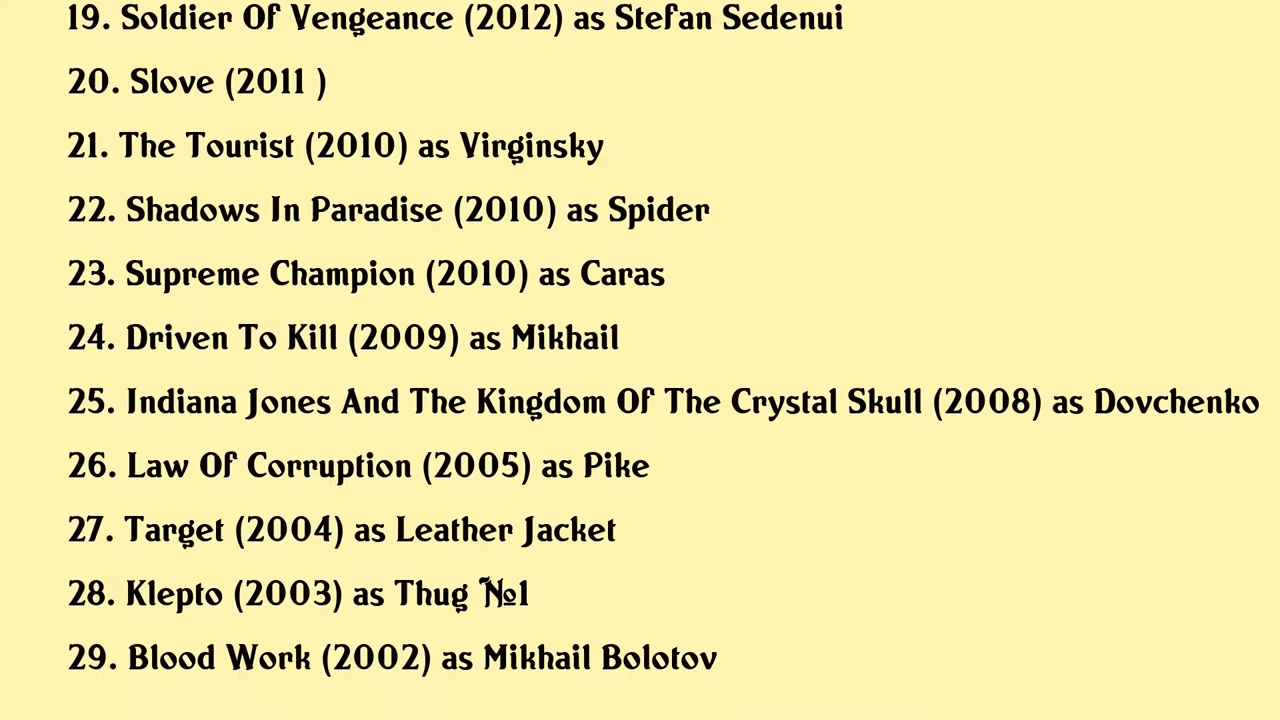 19. Soldier Of Vengeance (2012) as Stefan Sedenui
20. Slove (2011 )
21. The Tourist (2010) as Virginsky
22. Shadows In Paradise (2010) as Spider
23. Supreme Champion (2010) as Caras
24. Driven To Kill (2009) as Mikhail
25. Indiana Jones And The Kingdom Of The Crystal Skull (2008) as Dovchenko
26. Law Of Corruption (2005) as Pike
27. Target (2004) as Leather Jacket
28. Klepto (2003) as Thug №1
29. Blood Work (2002) as Mikhail Bolotov